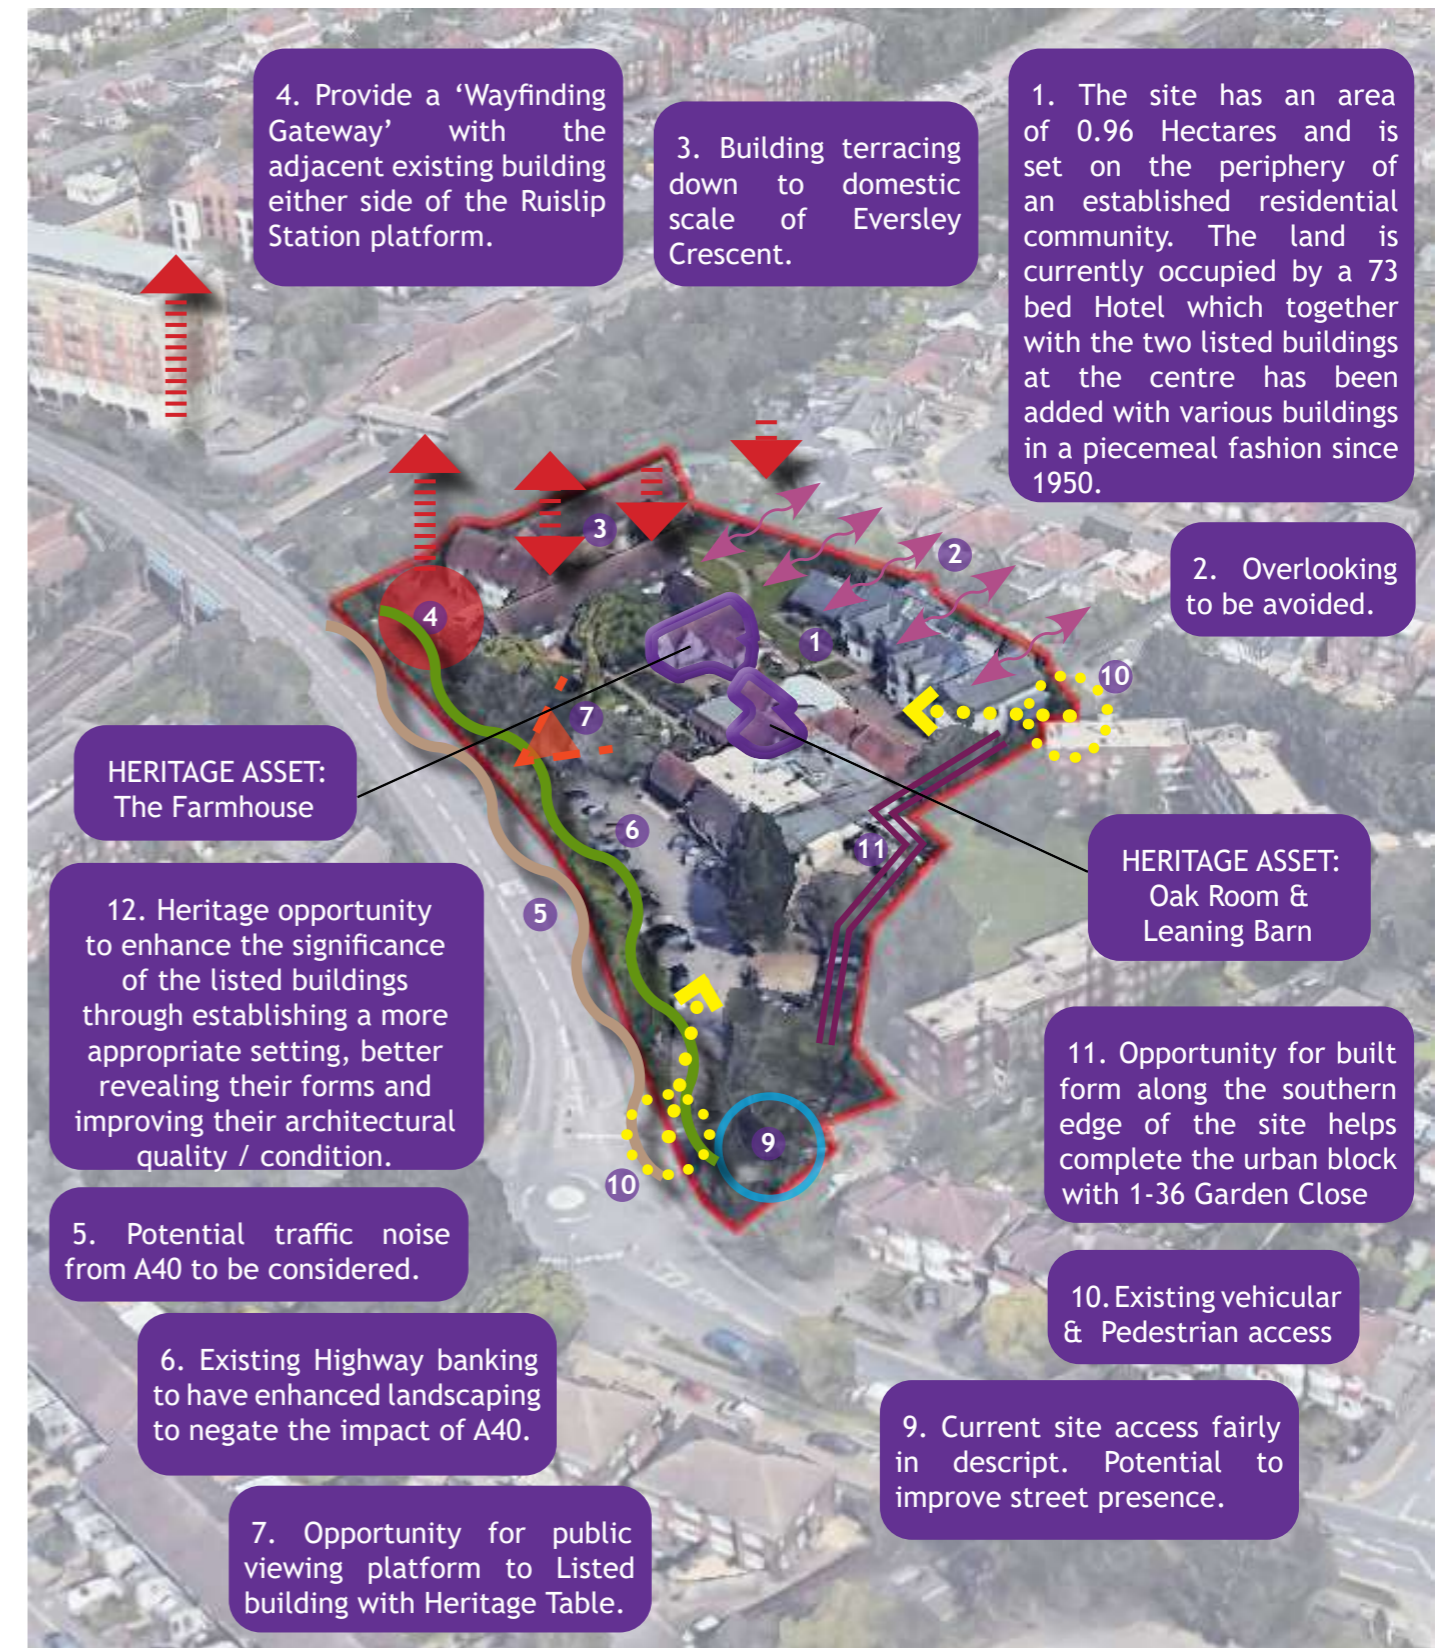 4. Provide a ‘Wayfinding
Gateway’ with the
adjacent existing building
either side of the Ruislip
Station platform.
3. Building terracing
down to domestic
scale of Eversley
Crescent.
1. The site has an area
of 0.96 Hectares and is
set on the periphery of
an established residential
community. The land is
currently occupied by a 73
bed Hotel which together
with the two listed buildings
at the centre has been
added with various buildings
in a piecemeal fashion since
1950.
2. Overlooking
to be avoided.
3
2
4
1
10
7
HERITAGE ASSET:
The Farmhouse
6
11
HERITAGE ASSET:
Oak Room &
Leaning Barn
5
12. Heritage opportunity
to enhance the significance
of the listed buildings
through establishing a more
appropriate setting, better
revealing their forms and
improving their architectural
quality / condition.
11. Opportunity for built
form along the southern
edge of the site helps
complete the urban block
with 1-36 Garden Close
9
10
5. Potential traffic noise
from A40 to be considered.
10. Existing vehicular
& Pedestrian access
6. Existing Highway banking
to have enhanced landscaping
to negate the impact of A40.
9. Current site access fairly
in descript. Potential to
improve street presence.
7. Opportunity for public
viewing platform to Listed
building with Heritage Table.